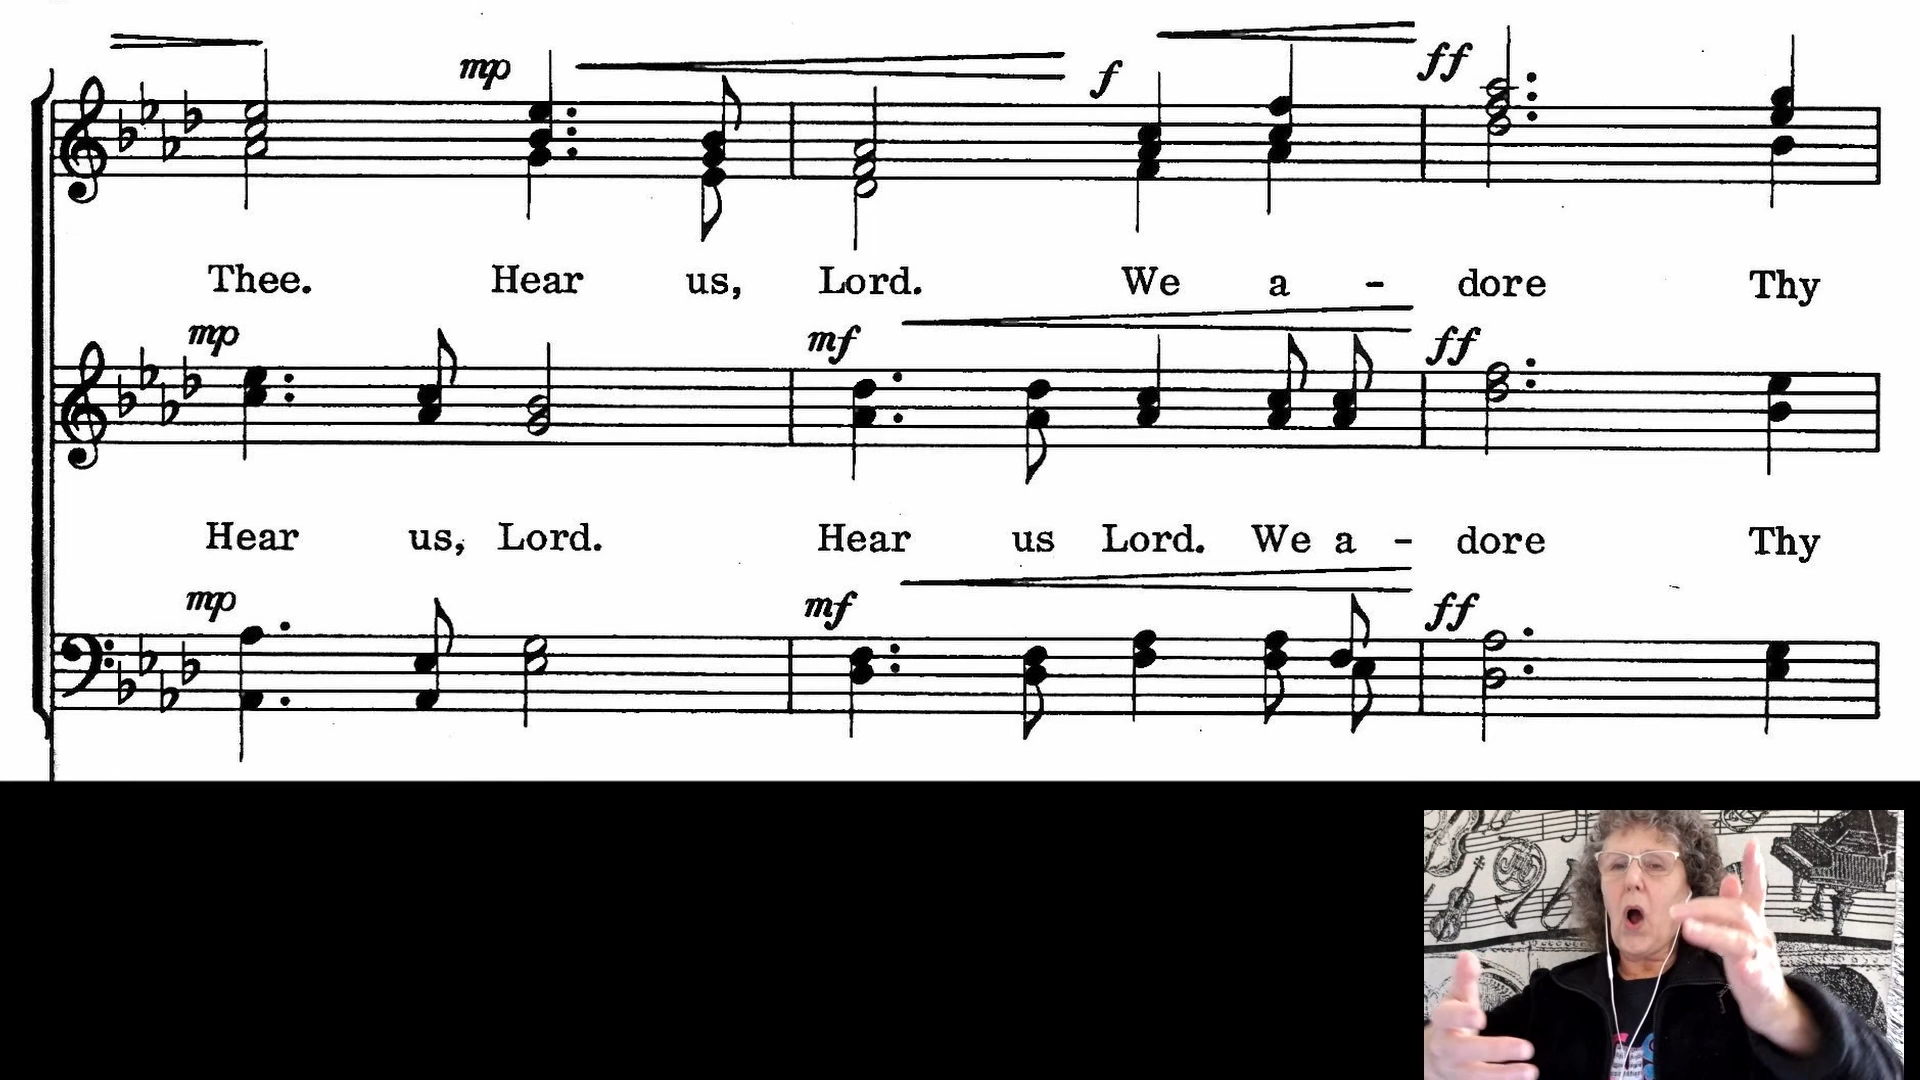 mp f ff
Thee. Hear us, Lord. We a - dore Thy
mp mf ff
Hear us, Lord. Hear us Lord. We a - dore Thy
mp mf ff